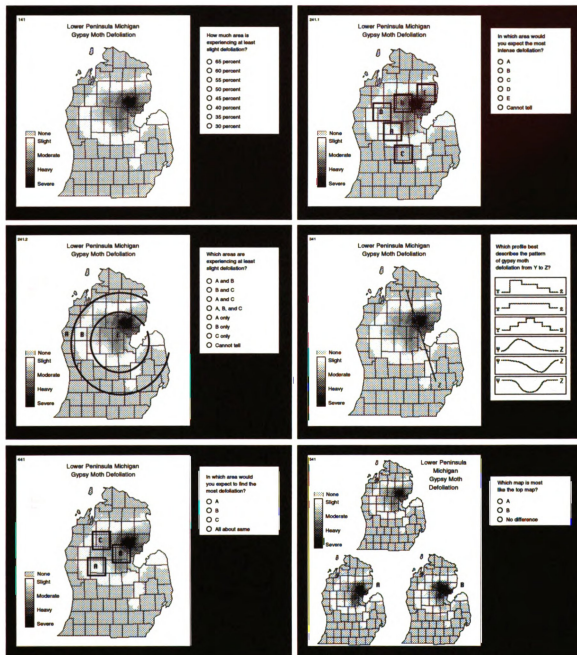 141
Lower Peninsula Michigan
Gypsy Moth Defoliation
None
Slight
Moderate
Heavy
Severe
How much area is
experiencing at least
slight defoliation?
65 percent
60 percent
55 percent
50 percent
45 percent
40 percent
35 percent
30 percent
241.1
Lower Peninsula Michigan
Gypsy Moth Defoliation
None
Slight
Moderate
Heavy
Severe
B
C
In which area would
you expect the most
intense defoliation?
A
B
C
D
E
Cannot tell
241.2
Lower Peninsula Michigan
Gypsy Moth Defoliation
None
Slight
Moderate
Heavy
Severe
B
Which areas are
experiencing at least
slight defoliation?
A and B
B and C
A and C
A, B, and C
A only
B only
C only
Cannot tell
341
Lower Peninsula Michigan
Gypsy Moth Defoliation
None
Slight
Moderate
Heavy
Severe
Y
Z
Which profile best
describes the pattern
of gypsy moth
defoliation from Y to Z?
Y
Y
Y
Y Z
Y Z
Y Z
441
Lower Peninsula Michigan
Gypsy Moth Defoliation
None
Slight
Moderate
Heavy
Severe
C
B
A
In which area would
you expect to find the
most defoliation?
A
B
C
All about same
541
Lower Peninsula
Michigan
Gypsy Moth
Defoliation
None
Slight
Moderate
Heavy
Severe
A
B
Which map is most
like the top map?
A
B
No difference